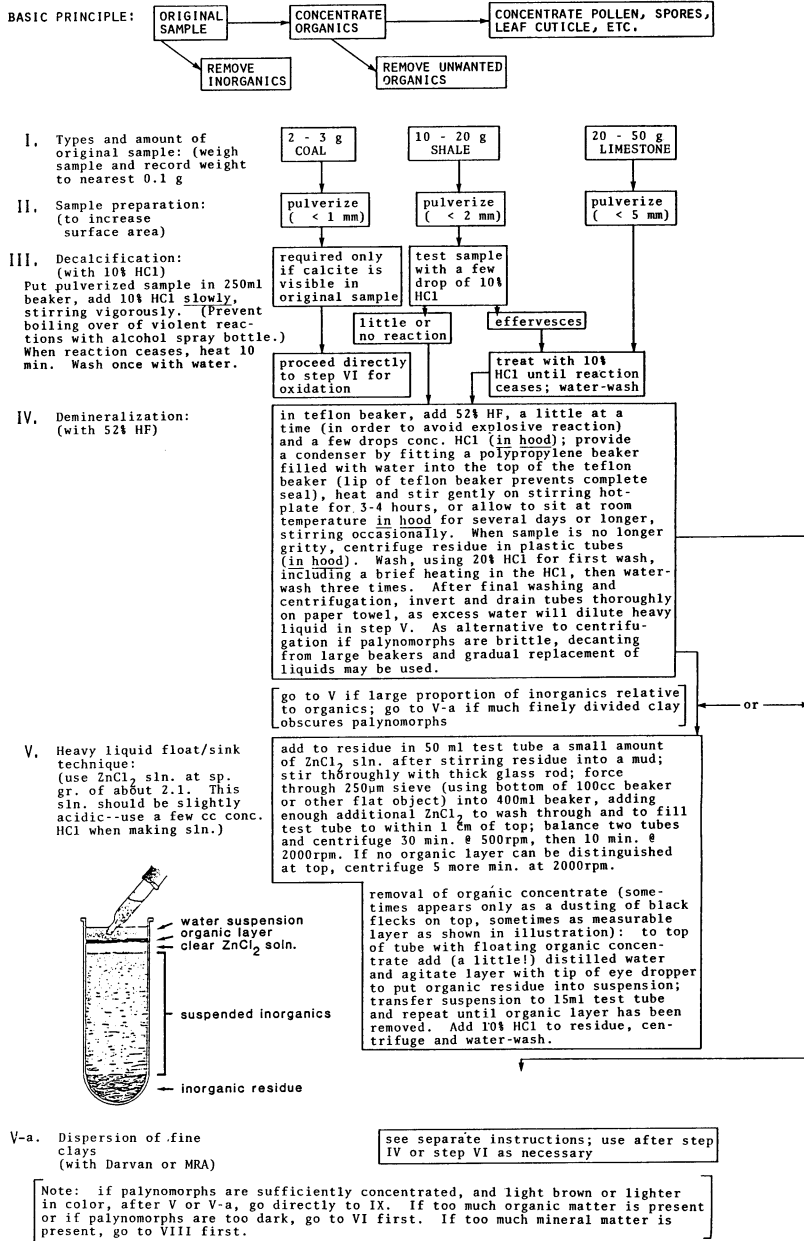 BASIC PRINCIPLE:
ORIGINAL
SAMPLE
CONCENTRATE
ORGANICS
CONCENTRATE POLLEN, SPORES,
LEAF CUTICLE, ETC.
REMOVE
INORGANICS
REMOVE UNWANTED
ORGANICS
I. Types and amount of
original sample: (weigh
sample and record weight
to nearest 0.1 g
2 - 3 g
COAL
10 - 20 g
SHALE
20 - 50 g
LIMESTONE
II. Sample preparation:
(to increase
surface area)
pulverize
( < 1 mm)
pulverize
( < 2 mm)
pulverize
( < 5 mm)
III. Decalcification:
(with 10% HCl)
Put pulverized sample in 250ml
beaker, add 10% HCl slowly,
stirring vigorously. (Prevent
boiling over of violent reac-
tions with alcohol spray bottle.)
When reaction ceases, heat 10
min. Wash once with water.
required only
if calcite is
visible in
original sample
test sample
with a few
drop of 10%
HCl
little or
no reaction
effervesces
proceed directly
to step VI for
oxidation
treat with 10%
HCl until reaction
ceases; water-wash
IV. Demineralization:
(with 52% HF)
in teflon beaker, add 52% HF, a little at a
time (in order to avoid explosive reaction)
and a few drops conc. HCl (in hood); provide
a condenser by fitting a polypropylene beaker
filled with water into the top of the teflon
beaker (lip of teflon beaker prevents complete
seal), heat and stir gently on stirring hot-
plate for 3-4 hours, or allow to sit at room
temperature in hood for several days or longer,
stirring occasionally. When sample is no longer
gritty, centrifuge residue in plastic tubes
(in hood). Wash, using 20% HCl for first wash,
including a brief heating in the HCl, then water-
wash three times. After final washing and
centrifugation, invert and drain tubes thoroughly
on paper towel, as excess water will dilute heavy
liquid in step V. As alternative to centrifu-
gation if palynomorphs are brittle, decanting
from large beakers and gradual replacement of
liquids may be used.
go to V if large proportion of inorganics relative
to organics; go to V-a if much finely divided clay
obscures palynomorphs
or
V. Heavy liquid float/sink
technique:
(use ZnCl2 sln. at sp.
gr. of about 2.1. This
sln. should be slightly
acidic--use a few cc conc.
HCl when making sln.)
add to residue in 50 ml test tube a small amount
of ZnCl2 sln. after stirring residue into a mud;
stir thoroughly with thick glass rod; force
through 250µm sieve (using bottom of 100cc beaker
or other flat object) into 400ml beaker, adding
enough additional ZnCl2 to wash through and to fill
test tube to within 1 cm of top; balance two tubes
and centrifuge 30 min. @ 500rpm, then 10 min. @
2000rpm. If no organic layer can be distinguished
at top, centrifuge 5 more min. at 2000rpm.
removal of organic concentrate (some-
times appears only as a dusting of black
flecks on top, sometimes as measurable
layer as shown in illustration): to top
of tube with floating organic concen-
trate add (a little!) distilled water
and agitate layer with tip of eye dropper
to put organic residue into suspension;
transfer suspension to 15ml test tube
and repeat until organic layer has been
removed. Add 10% HCl to residue, cen-
trifuge and water-wash.
water suspension
organic layer
clear ZnCl2 soln.
suspended inorganics
inorganic residue
V-a. Dispersion of fine
clays
(with Darvan or MRA)
see separate instructions; use after step
IV or step VI as necessary
Note: if palynomorphs are sufficiently concentrated, and light brown or lighter
in color, after V or V-a, go directly to IX. If too much organic matter is present
or if palynomorphs are too dark, go to VI first. If too much mineral matter is
present, go to VIII first.